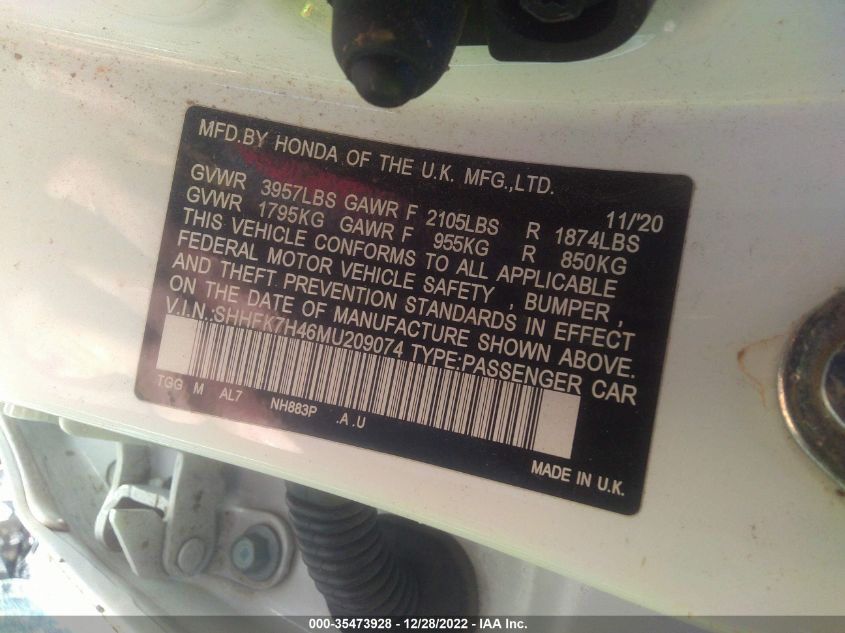 MFD.BY HONDA OF THE U.K. MFG.,LTD.
11/'20
GVWR 3957LBS GAWR F 2105LBS R 1874LBS
GVWR 1795KG GAWR F 955KG R 850KG
THIS VEHICLE CONFORMS TO ALL APPLICABLE
FEDERAL MOTOR VEHICLE SAFETY , BUMPER ,
AND THEFT PREVENTION STANDARDS IN EFFECT
ON THE DATE OF MANUFACTURE SHOWN ABOVE.
V.I.N.:SHHFK7H46MU209074 TYPE:PASSENGER CAR
TGG M AL7 NH883P .A .U
MADE IN U.K.
000-35473928 - 12/28/2022 - IAA Inc.